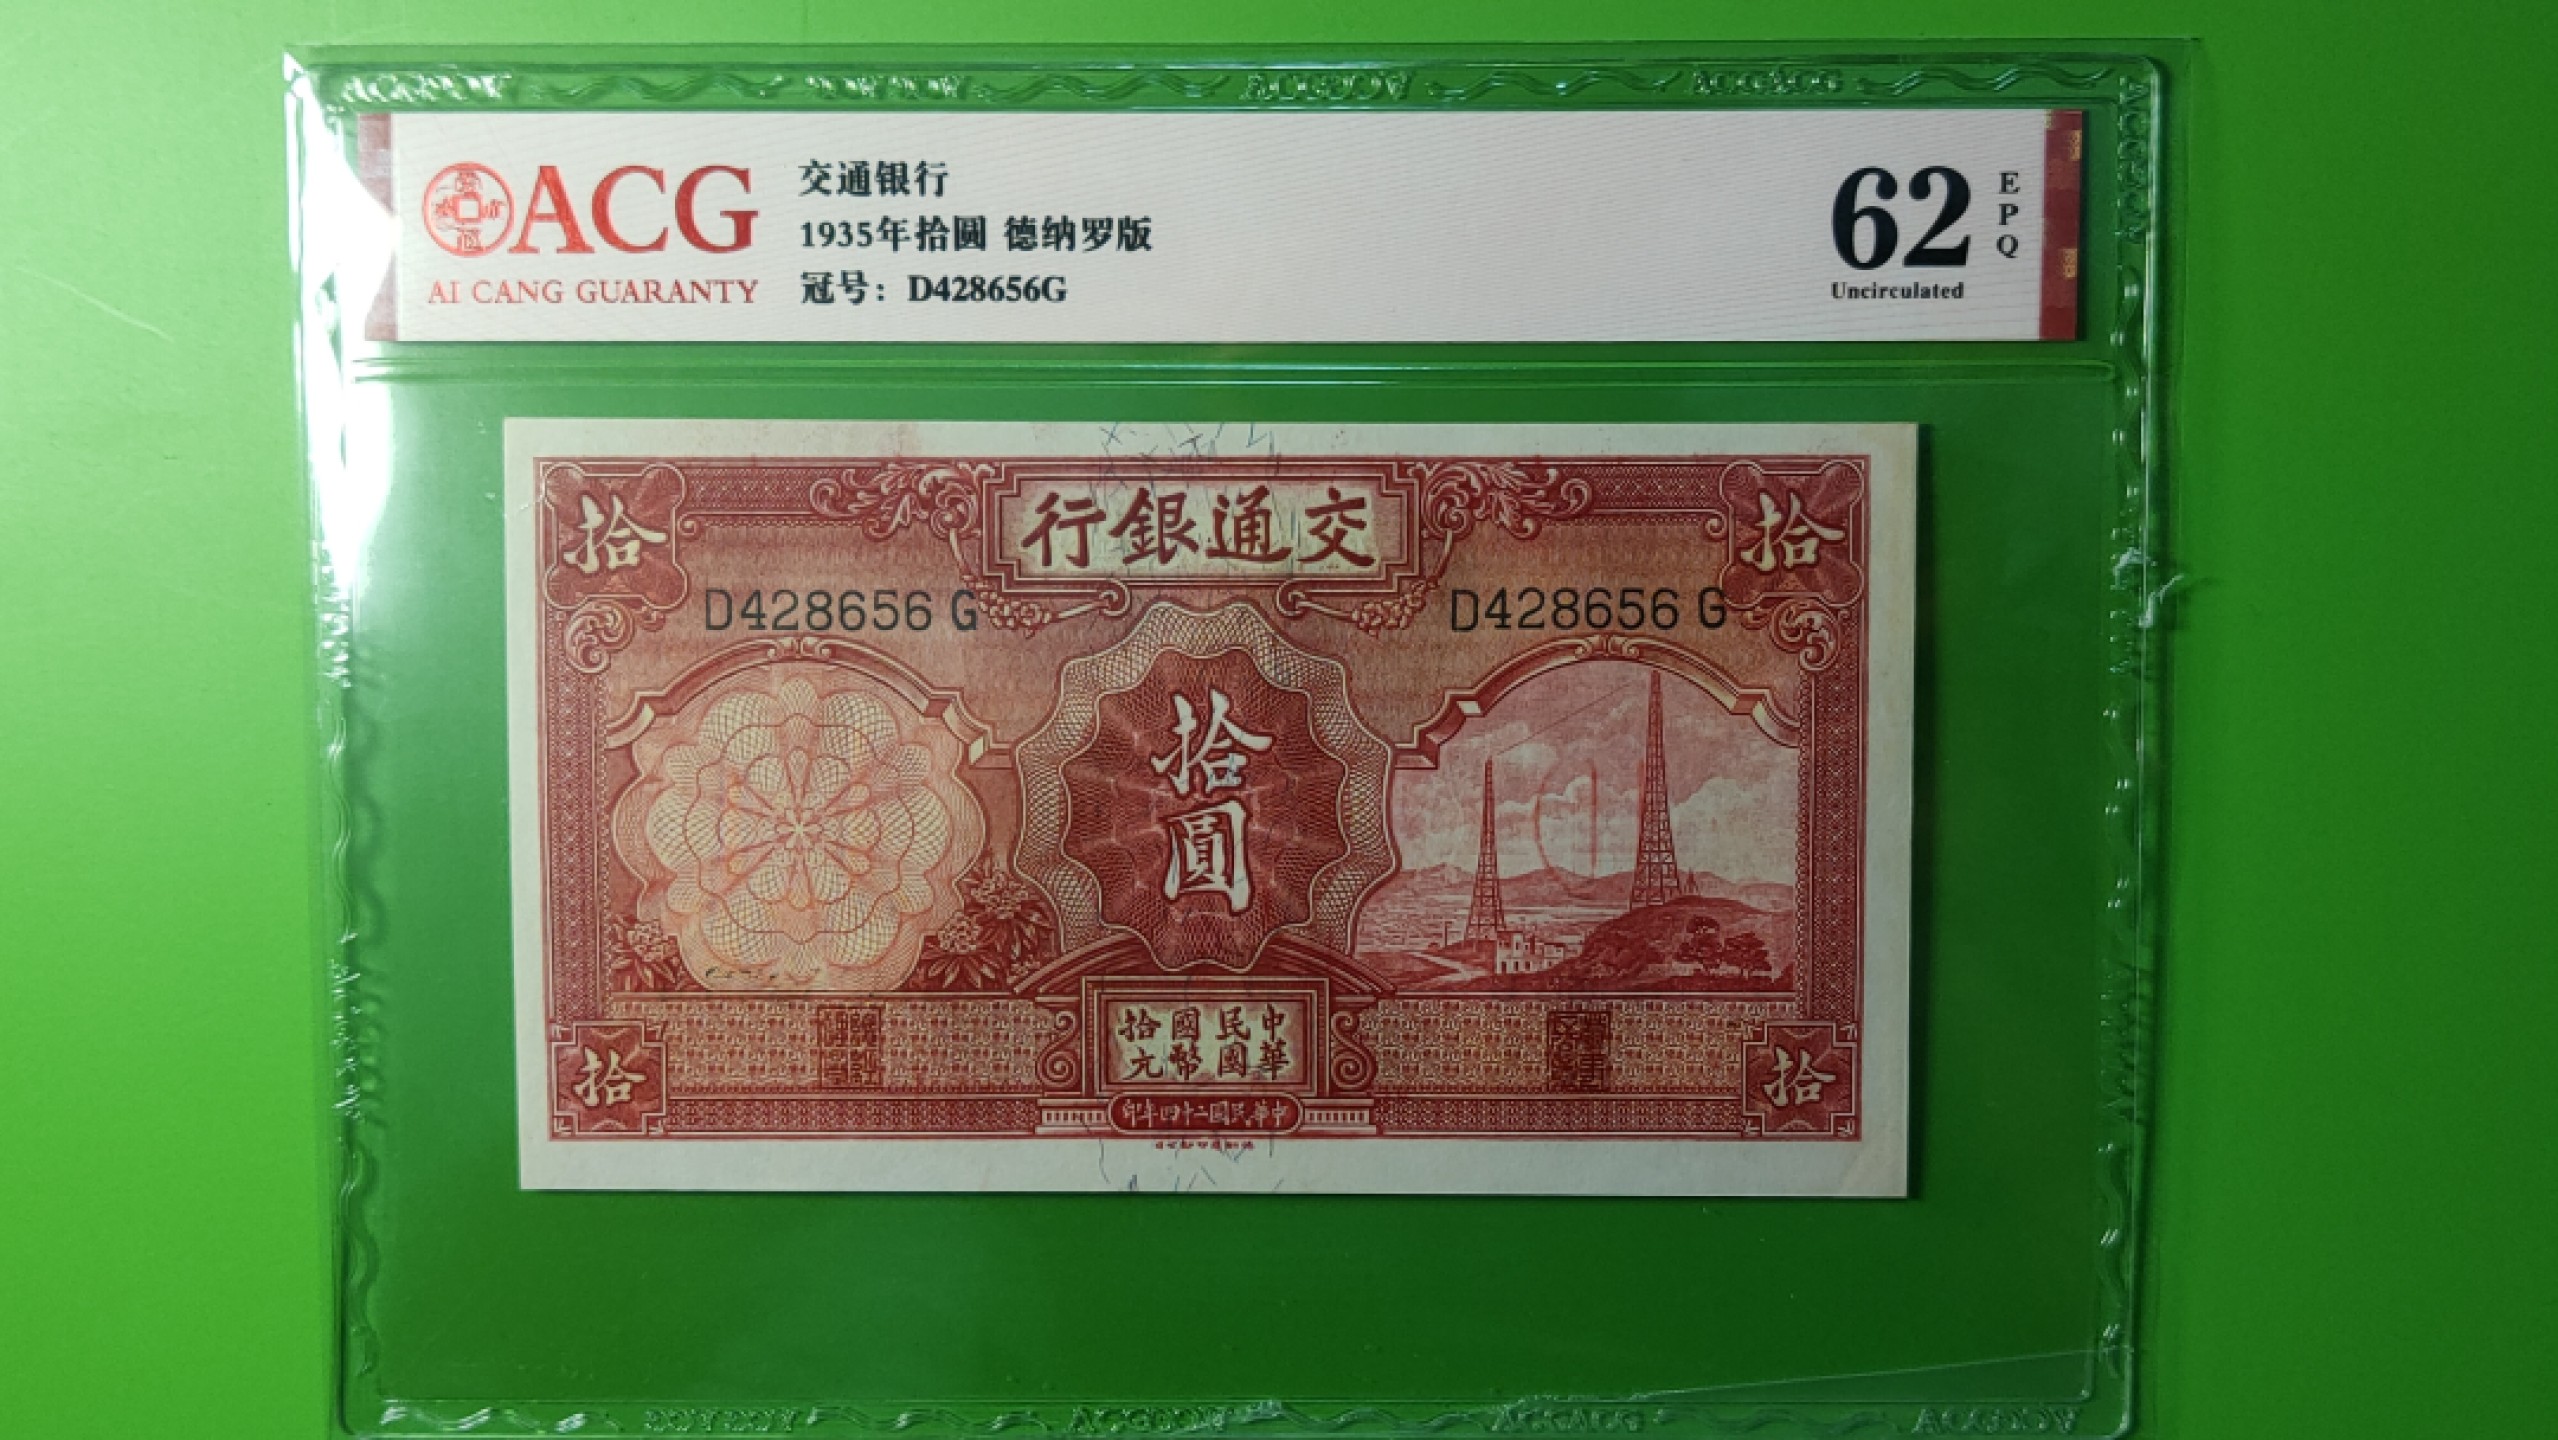 ACG
AI CANG GUARANTY
交通银行
1935年拾圆 德纳罗版
冠号：D428656G
62
EPQ
Uncirculated
拾
行銀通交
拾
D428656 G
D428656 G
拾圓
中華民國國幣拾元
拾
拾
印年四十二國民華中